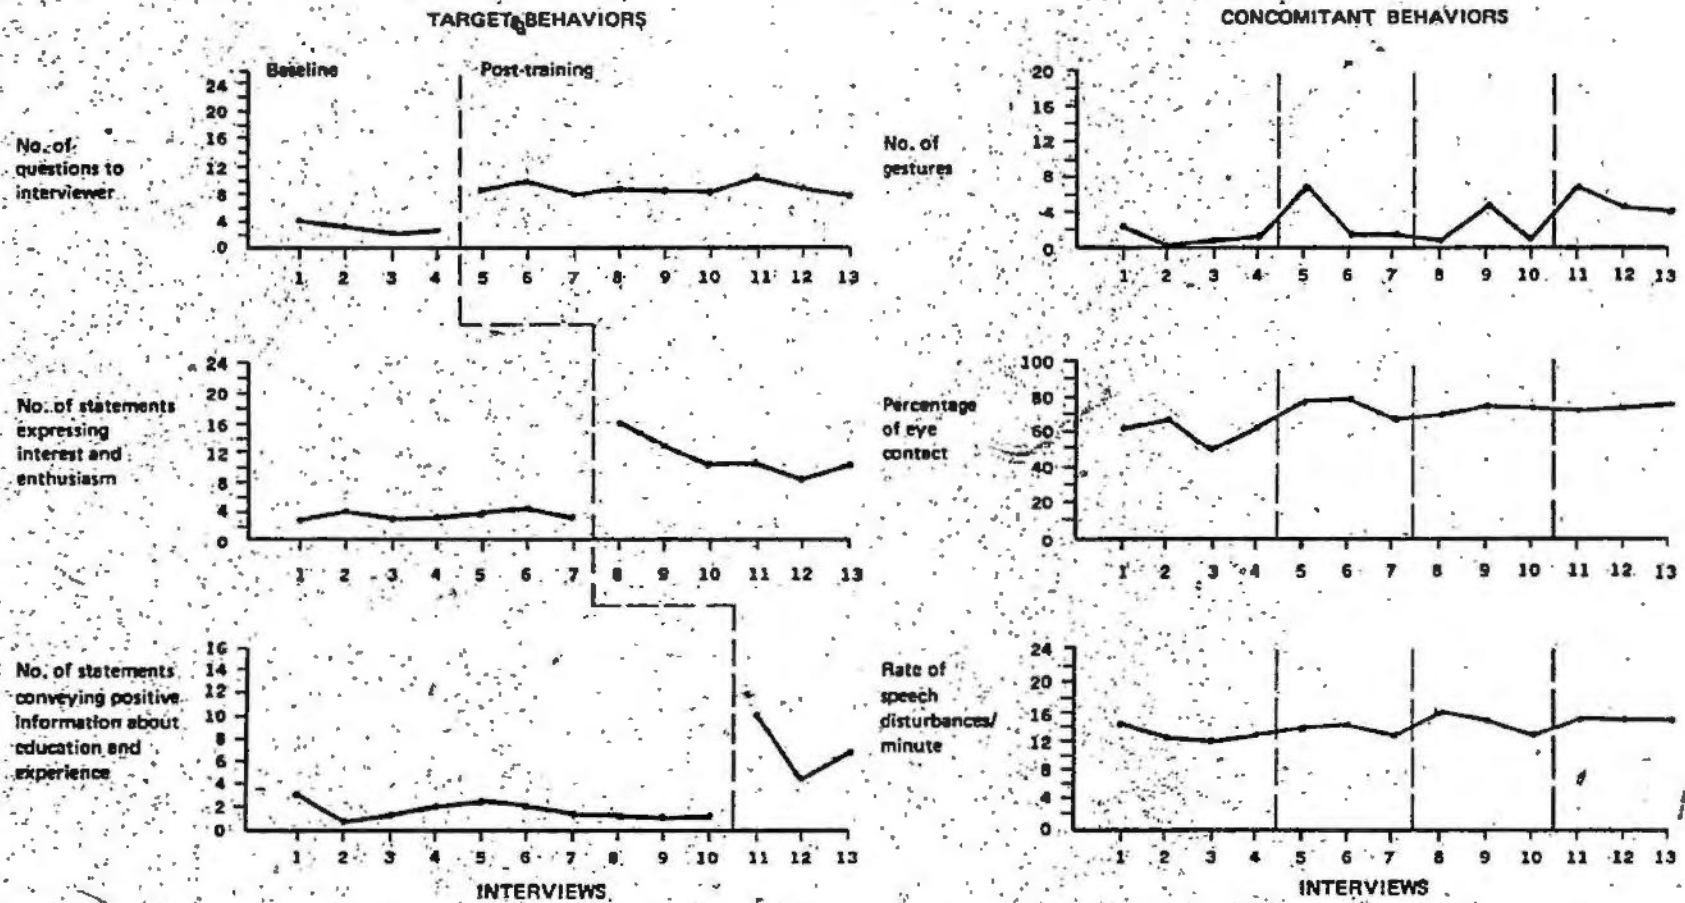 TARGET BEHAVIORS
Baseline
Post-training
No. of
questions to
interviewer
24
20
16
12
8
4
0
1 2 3 4 5 6 7 8 9 10 11 12 13
No. of statements
expressing
interest and
enthusiasm
24
20
16
12
8
4
0
1 2 3 4 5 6 7 8 9 10 11 12 13
No. of statements
conveying positive
information about
education and
experience
16
14
12
10
8
6
4
2
0
1 2 3 4 5 6 7 8 9 10 11 12 13
INTERVIEWS
CONCOMITANT BEHAVIORS
No. of
gestures
20
16
12
8
4
0
1 2 3 4 5 6 7 8 9 10 11 12 13
Percentage
of eye
contact
100
80
60
40
20
0
1 2 3 4 5 6 7 8 9 10 11 12 13
Rate of
speech
disturbances/
minute
24
20
16
12
8
4
0
1 2 3 4 5 6 7 8 9 10 11 12 13
INTERVIEWS